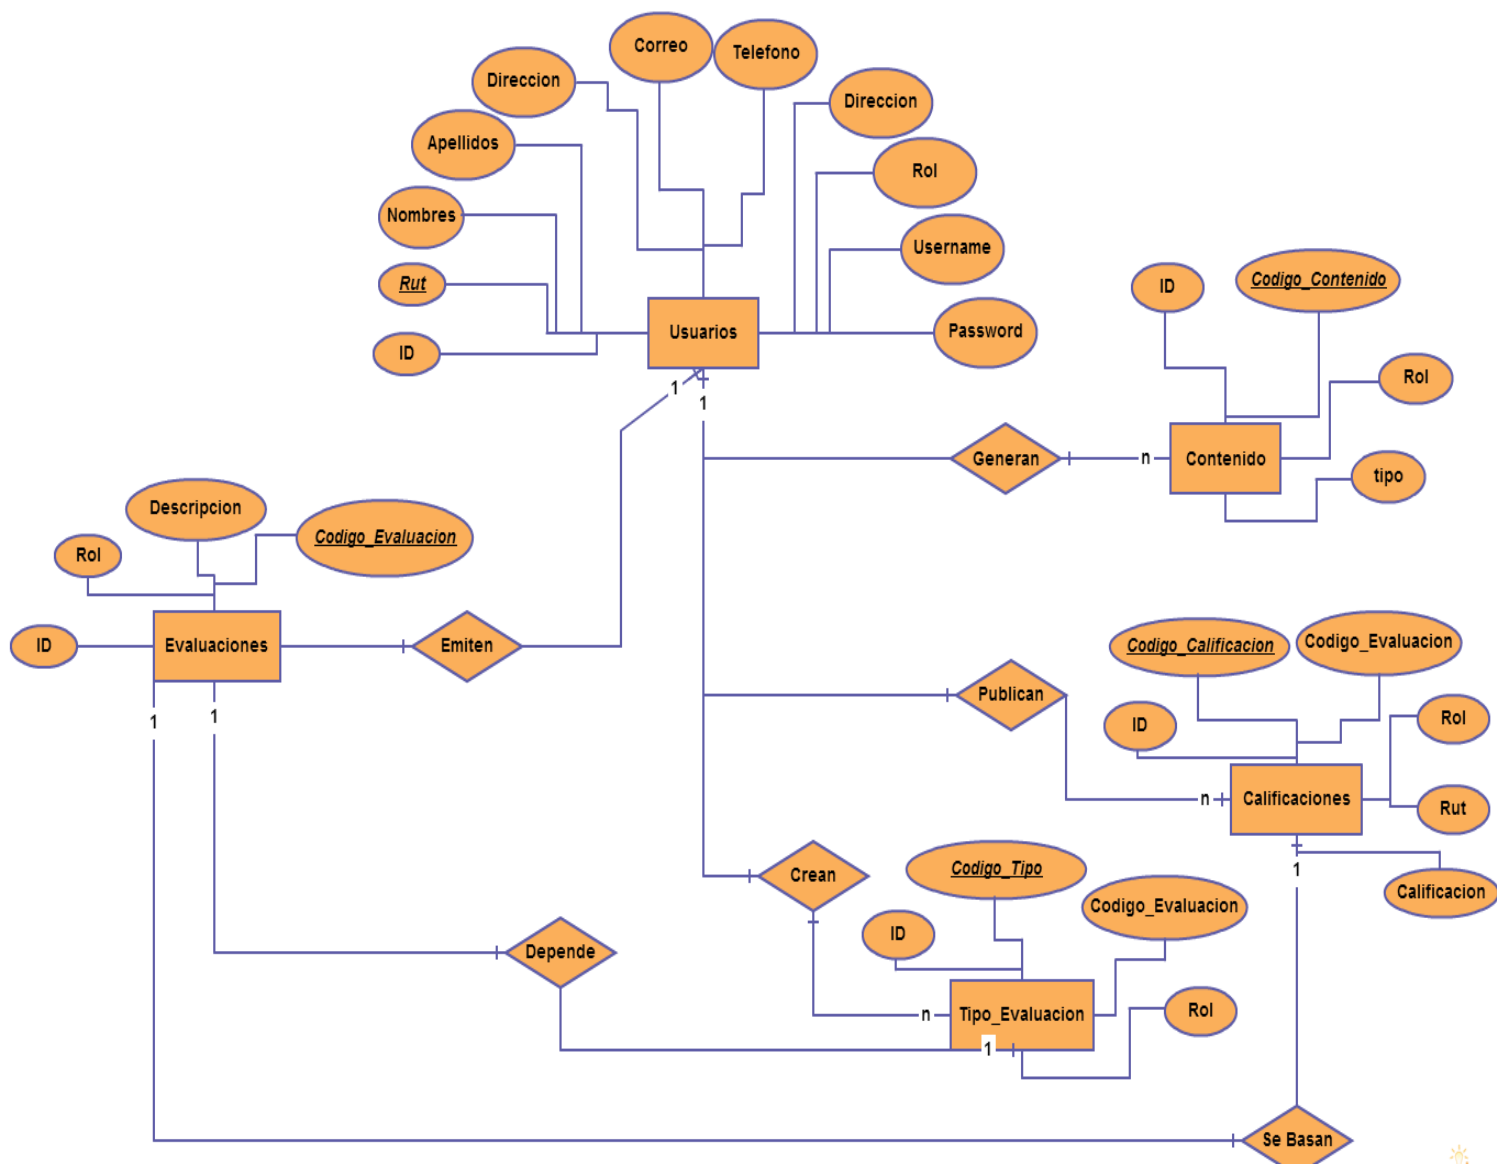 Correo
Telefono
Direccion
Direccion
Apellidos
Rol
Nombres
Username
Rut
ID
Usuarios
Password
ID
Codigo_Contenido
Rol
1
1
Generan
n
Contenido
tipo
Descripcion
Codigo_Evaluacion
Rol
ID
Evaluaciones
Emiten
Codigo_Calificacion
Codigo_Evaluacion
Publican
ID
Rol
1
1
n
Calificaciones
Rut
Crean
Codigo_Tipo
1
Calificacion
ID
Codigo_Evaluacion
Depende
n
Tipo_Evaluacion
Rol
1
Se Basan